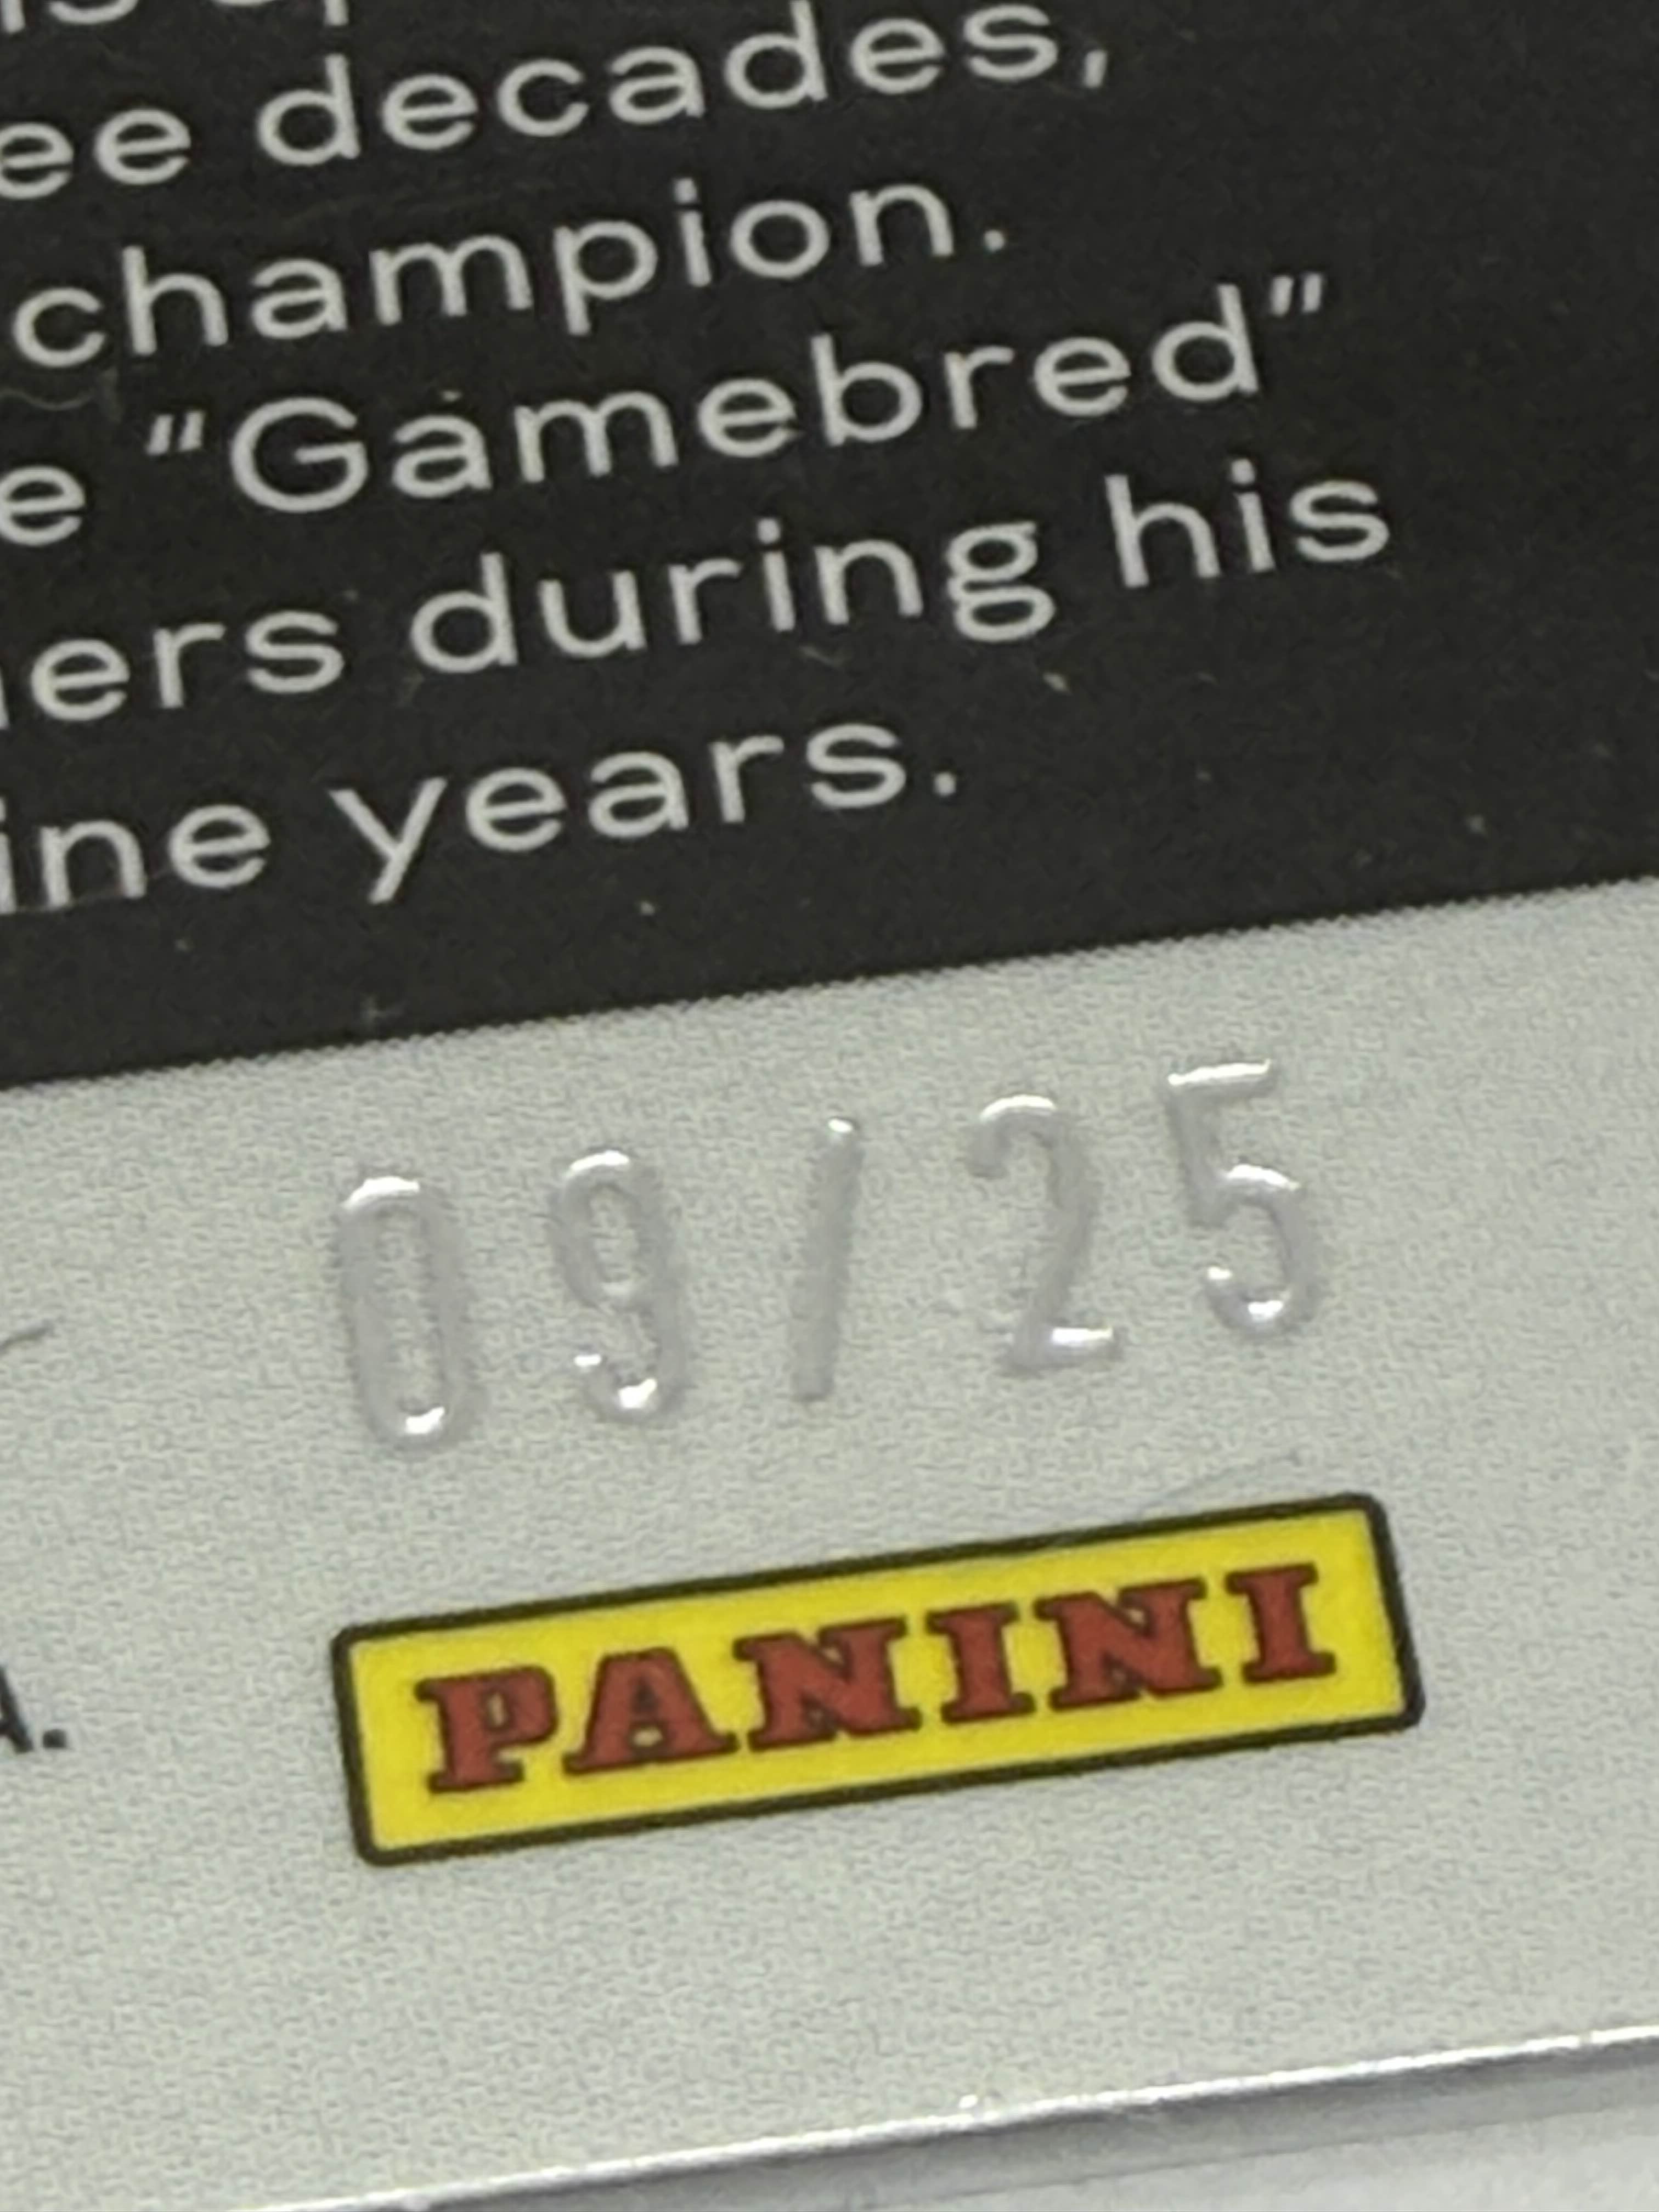 ee decades,
champion.
e "Gamebred"
ers during his
ine years.
09/25
A.
PANINI